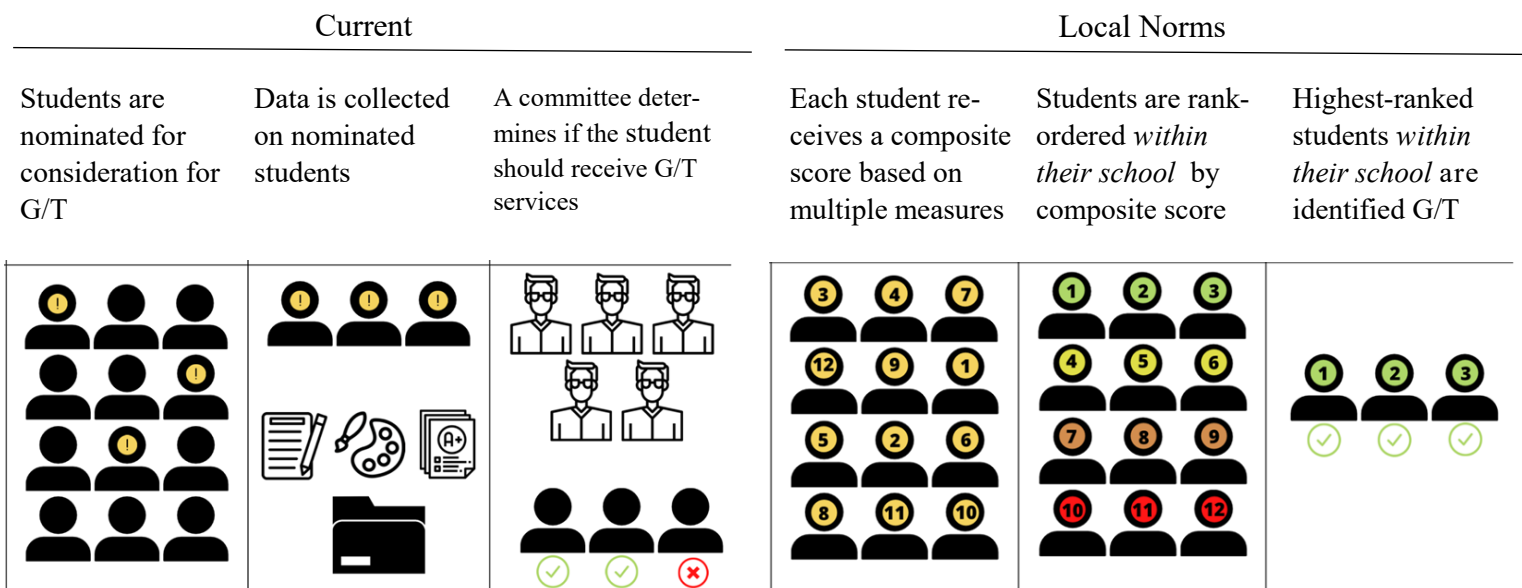 Current
Students are
nominated for
consideration for
G/T
Data is collected
on nominated
students
A committee deter-
mines if the student
should receive G/T
services
!
!
!
! ! !
A+
Local Norms
Each student re-
ceives a composite
score based on
multiple measures
Students are rank-
ordered within
their school by
composite score
Highest-ranked
students within
their school are
identified G/T
3 4 7
12 9 1
5 2 6
8 11 10
1 2 3
4 5 6
7 8 9
10 11 12
1 2 3